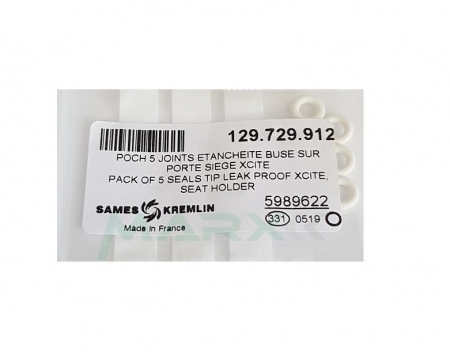 129.729.912
POCH 5 JOINTS ETANCHEITE BUSE SUR
PORTE SIEGE XCITE
PACK OF 5 SEALS TIP LEAK PROOF XCITE,
SEAT HOLDER
5989622
SAMES KREMLIN
331 0519
Made in France
MARX